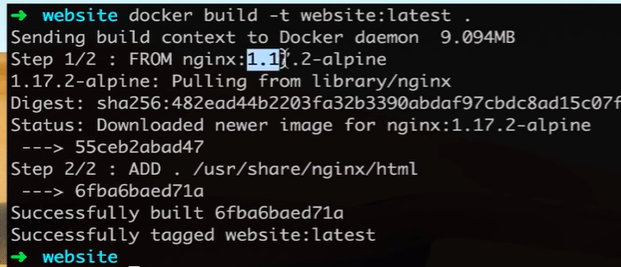 ➜ website docker build -t website:latest .
Sending build context to Docker daemon 9.094MB
Step 1/2 : FROM nginx:1.17.2-alpine
1.17.2-alpine: Pulling from library/nginx
Digest: sha256:482ead44b2203fa32b3390abdaf97cbdc8ad15c07f
Status: Downloaded newer image for nginx:1.17.2-alpine
---> 55ceb2abad47
Step 2/2 : ADD . /usr/share/nginx/html
---> 6fba6baed71a
Successfully built 6fba6baed71a
Successfully tagged website:latest
➜ website